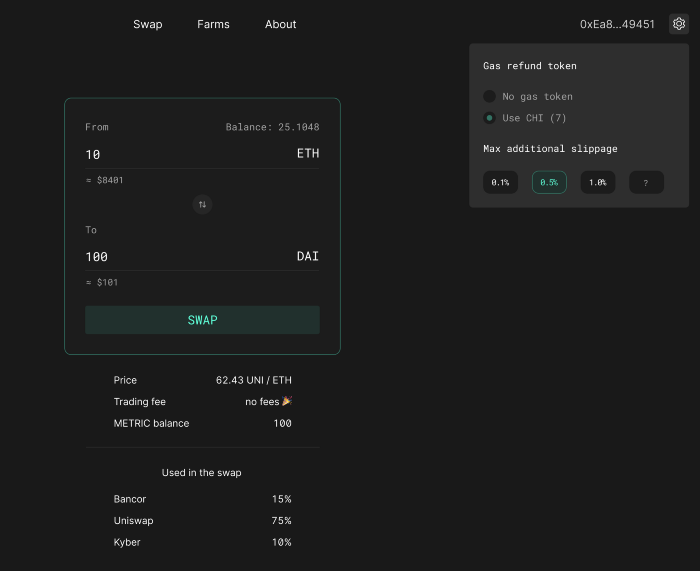 Swap Farms About 0xEa8...49451
Gas refund token
No gas token
Use CHI (7)
Max additional slippage
0.1% 0.5% 1.0% ?
From Balance: 25.1048
10 ETH
≈ $8401
To
100 DAI
≈ $101
SWAP
Price 62.43 UNI / ETH
Trading fee no fees 🎉
METRIC balance 100
Used in the swap
Bancor 15%
Uniswap 75%
Kyber 10%